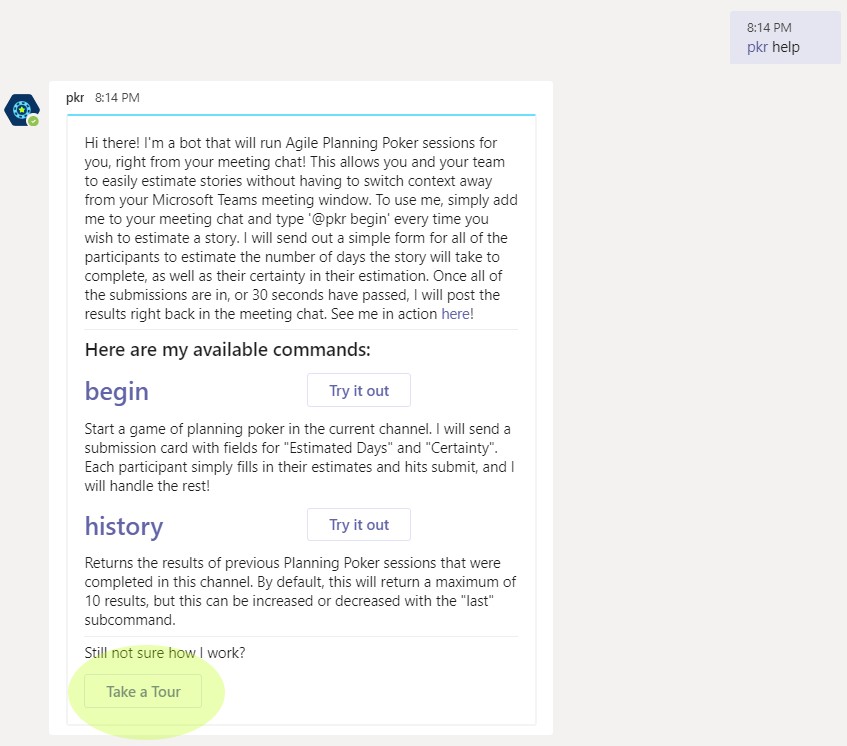 8:14 PM
pkr help
pkr 8:14 PM
Hi there! I'm a bot that will run Agile Planning Poker sessions for
you, right from your meeting chat! This allows you and your team
to easily estimate stories without having to switch context away
from your Microsoft Teams meeting window. To use me, simply add
me to your meeting chat and type '@pkr begin' every time you
wish to estimate a story. I will send out a simple form for all of the
participants to estimate the number of days the story will take to
complete, as well as their certainty in their estimation. Once all of
the submissions are in, or 30 seconds have passed, I will post the
results right back in the meeting chat. See me in action here!
Here are my available commands:
begin Try it out
Start a game of planning poker in the current channel. I will send a
submission card with fields for "Estimated Days" and "Certainty".
Each participant simply fills in their estimates and hits submit, and I
will handle the rest!
history Try it out
Returns the results of previous Planning Poker sessions that were
completed in this channel. By default, this will return a maximum of
10 results, but this can be increased or decreased with the "last"
subcommand.
Still not sure how I work?
Take a Tour